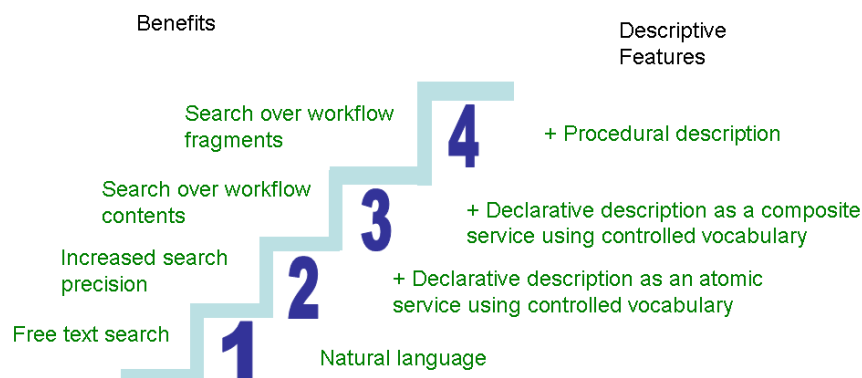 Benefits
Descriptive
Features
Search over workflow
fragments
4
+ Procedural description
Search over workflow
contents
3
+ Declarative description as a composite
service using controlled vocabulary
Increased search
precision
2
+ Declarative description as an atomic
service using controlled vocabulary
Free text search
1
Natural language